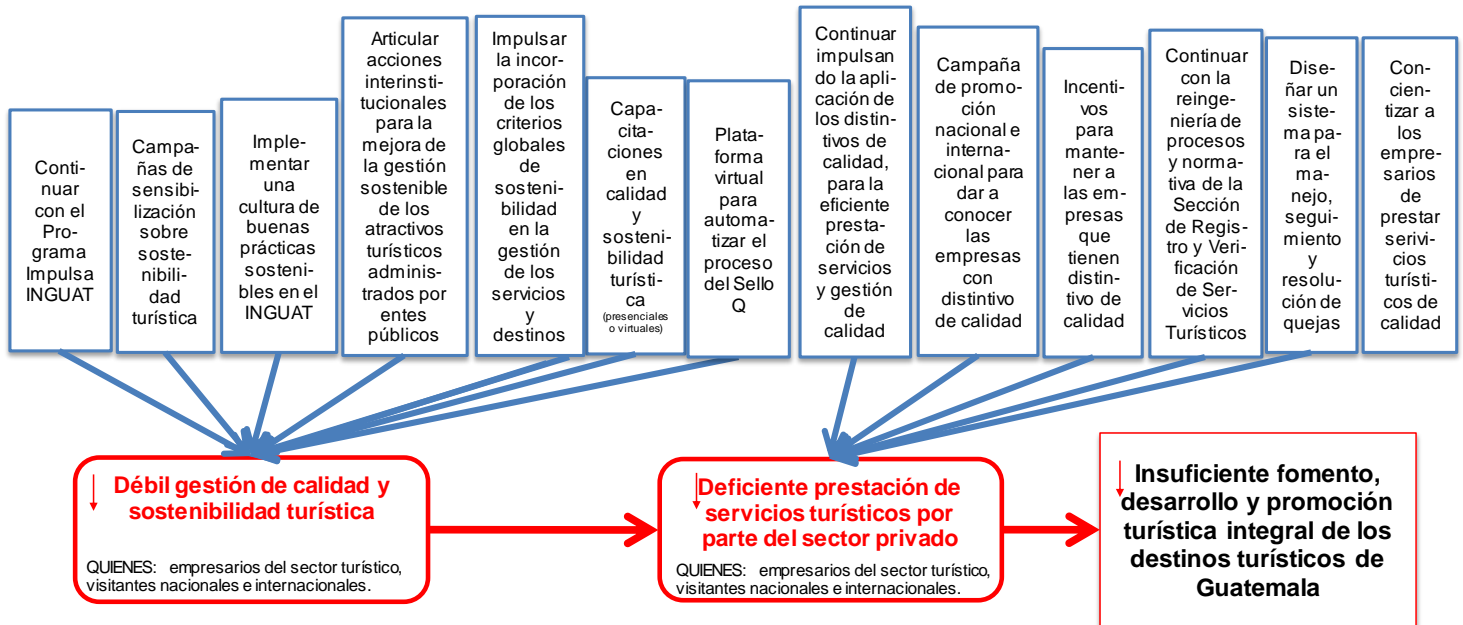 Conti-
nuar
con el
Pro-
grama
Impulsa
INGUAT
Campa-
ñas de
sensibi-
lización
sobre
soste-
nibili-
dad
turística
Imple-
mentar
una
cultura de
buenas
prácticas
sosteni-
bles en el
INGUAT
Articular
acciones
interinsti-
tucionales
para la
mejora de
la gestión
sostenible
de los
atractivos
turísticos
adminis-
trados por
entes
públicos
Impulsar
la incor-
poración
de los
criterios
globales
de
sosteni-
bilidad
en la
gestión
de los
servicios
y
destinos
Capa-
cita-
ciones
en
calidad
y
sosteni-
bilidad
turísti-
ca
(presenciales
o virtuales)
Plata-
forma
virtual
para
automa-
tizar el
proceso
del Sello
Q
Continuar
impulsan
do la apli-
cación de
los distin-
tivos de
calidad,
para la
eficiente
presta-
ción de
servicios
y gestión
de
calidad
Campaña
de promo-
ción
nacional e
interna-
cional para
dar a
conocer
las
empresas
con
distintivo
de calidad
Incenti-
vos
para
mante-
ner a
las em-
presas
que
tienen
distin-
tivo de
calidad
Continuar
con la
reinge-
niería de
procesos
y norma-
tiva de la
Sección
de Regis-
tro y Veri-
ficación
de Ser-
vicios
Turísticos
Dise-
ñar un
sistema
para el
manejo,
segui-
miento
y
resolu-
ción de
quejas
Con-
cien-
tizar a
los
empre-
sarios
de
prestar
serivi-
cios
turísti-
cos de
calidad
Débil gestión de calidad y
sostenibilidad turística
QUIENES: empresarios del sector turístico,
visitantes nacionales e internacionales.
Deficiente prestación de
servicios turísticos por
parte del sector privado
QUIENES: empresarios del sector turístico,
visitantes nacionales e internacionales.
Insuficiente fomento,
desarrollo y promoción
turística integral de los
destinos turísticos de
Guatemala